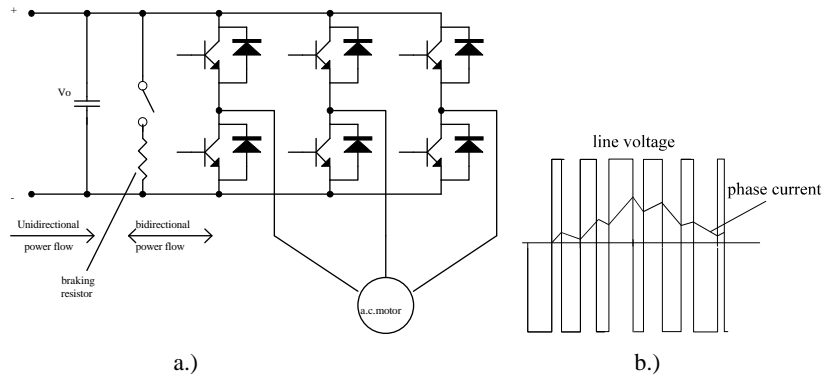 +
Vo
-
Unidirectional
power flow
bidirectional
power flow
braking
resistor
a.c.motor
a.)
line voltage
phase current
b.)